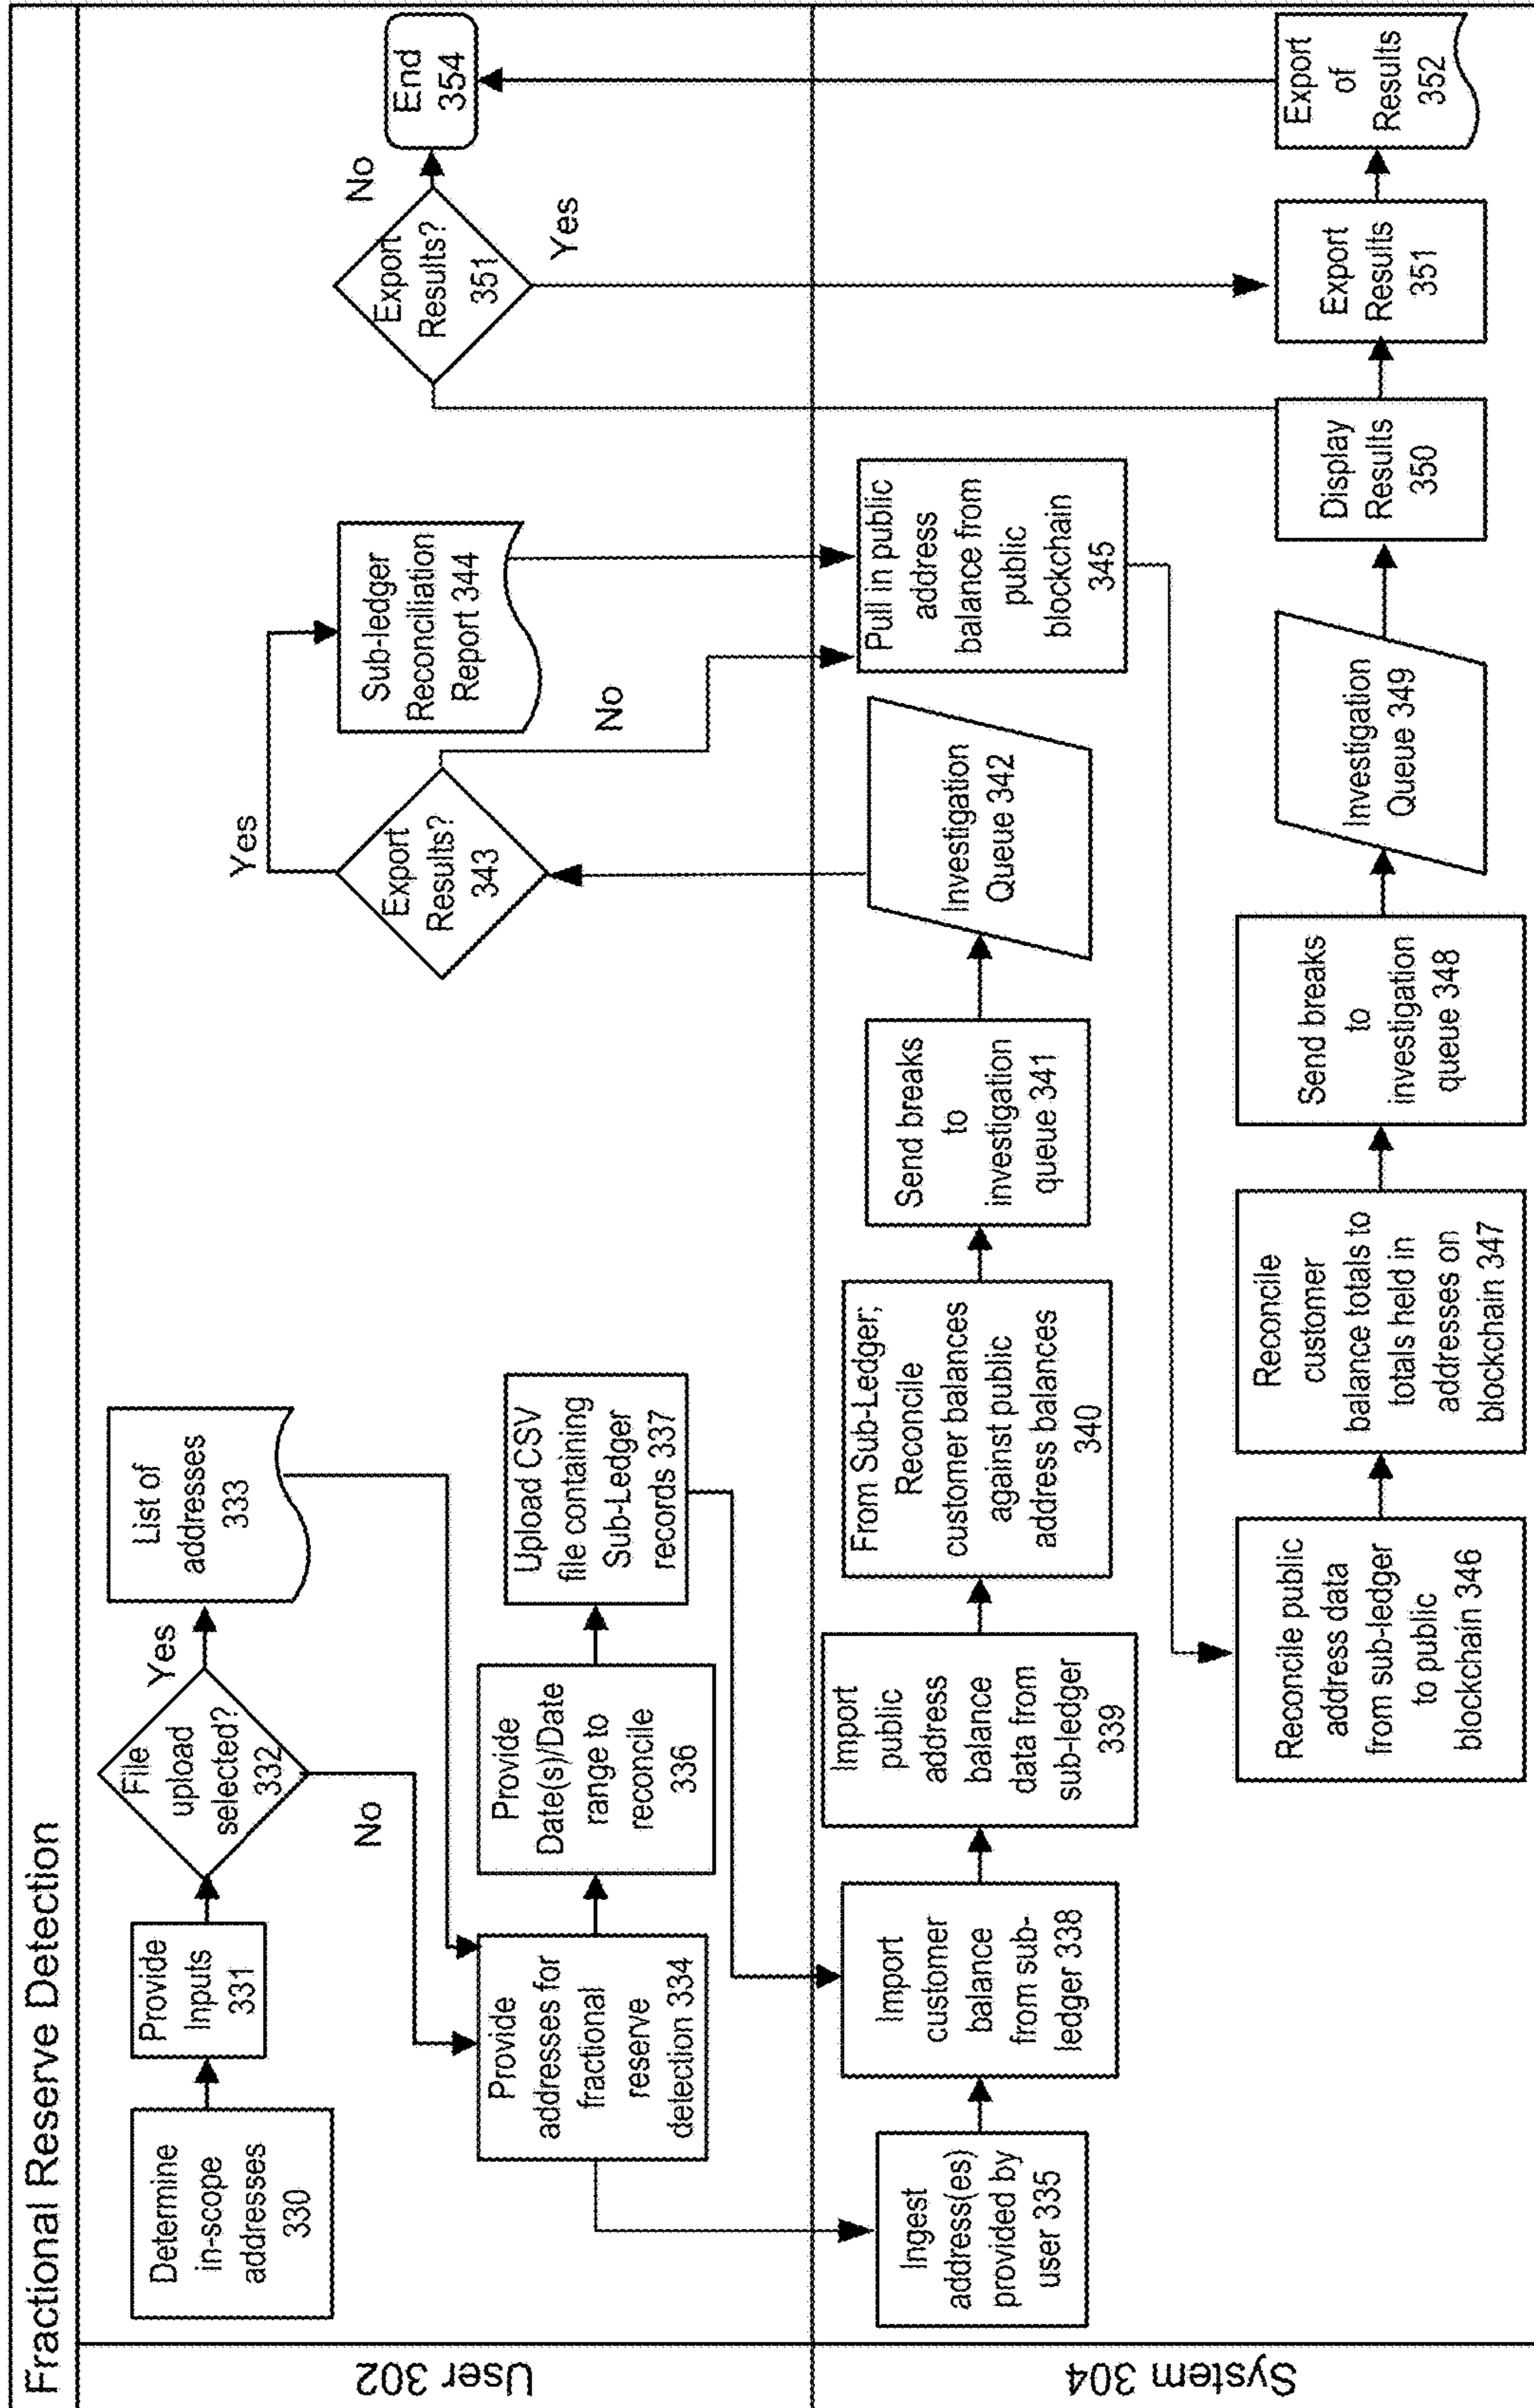 Fractional Reserve Detection
User 302
Determine
in-scope
addresses
330
Provide
Inputs
331
File
upload
selected?
332
Yes
No
List of
addresses
333
Provide
addresses for
fractional
reserve
detection 334
Provide
Date(s)/Date
range to
reconcile
336
Upload CSV
file containing
Sub-Ledger
records 337
Export
Results?
343
Yes
No
Sub-ledger
Reconciliation
Report 344
Export
Results?
351
No
Yes
End
354
System 304
Ingest
address(es)
provided by
user 335
Import
customer
balance
from sub-
ledger 338
Import
public
address
balance
data from
sub-ledger
339
From Sub-Ledger;
Reconcile
customer balances
against public
address balances
340
Send breaks
to
investigation
queue 341
Investigation
Queue 342
Pull in public
address
balance from
public
blockchain
345
Reconcile public
address data
from sub-ledger
to public
blockchain 346
Reconcile
customer
balance totals to
totals held in
addresses on
blockchain 347
Send breaks
to
investigation
queue 348
Investigation
Queue 349
Display
Results
350
Export
Results
351
Export
of
Results
352